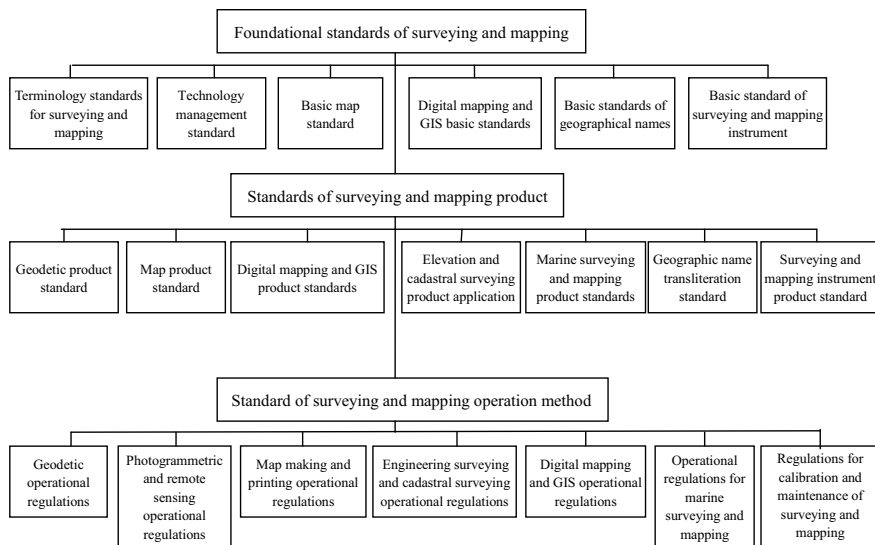 Foundational standards of surveying and mapping
Terminology standards
for surveying and
mapping
Technology
management
standard
Basic map
standard
Digital mapping and
GIS basic standards
Basic standards of
geographical names
Basic standard of
surveying and mapping
instrument
Standards of surveying and mapping product
Geodetic product
standard
Map product
standard
Digital mapping and GIS
product standards
Elevation and
cadastral surveying
product application
Marine surveying
and mapping
product standards
Geographic name
transliteration
standard
Surveying and
mapping instrument
product standard
Standard of surveying and mapping operation method
Geodetic
operational
regulations
Photogrammetric
and remote
sensing
operational
regulations
Map making and
printing operational
regulations
Engineering surveying
and cadastral surveying
operational regulations
Digital mapping
and GIS operational
regulations
Operational
regulations for
marine
surveying and
mapping
Regulations for
calibration and
maintenance of
surveying and
mapping